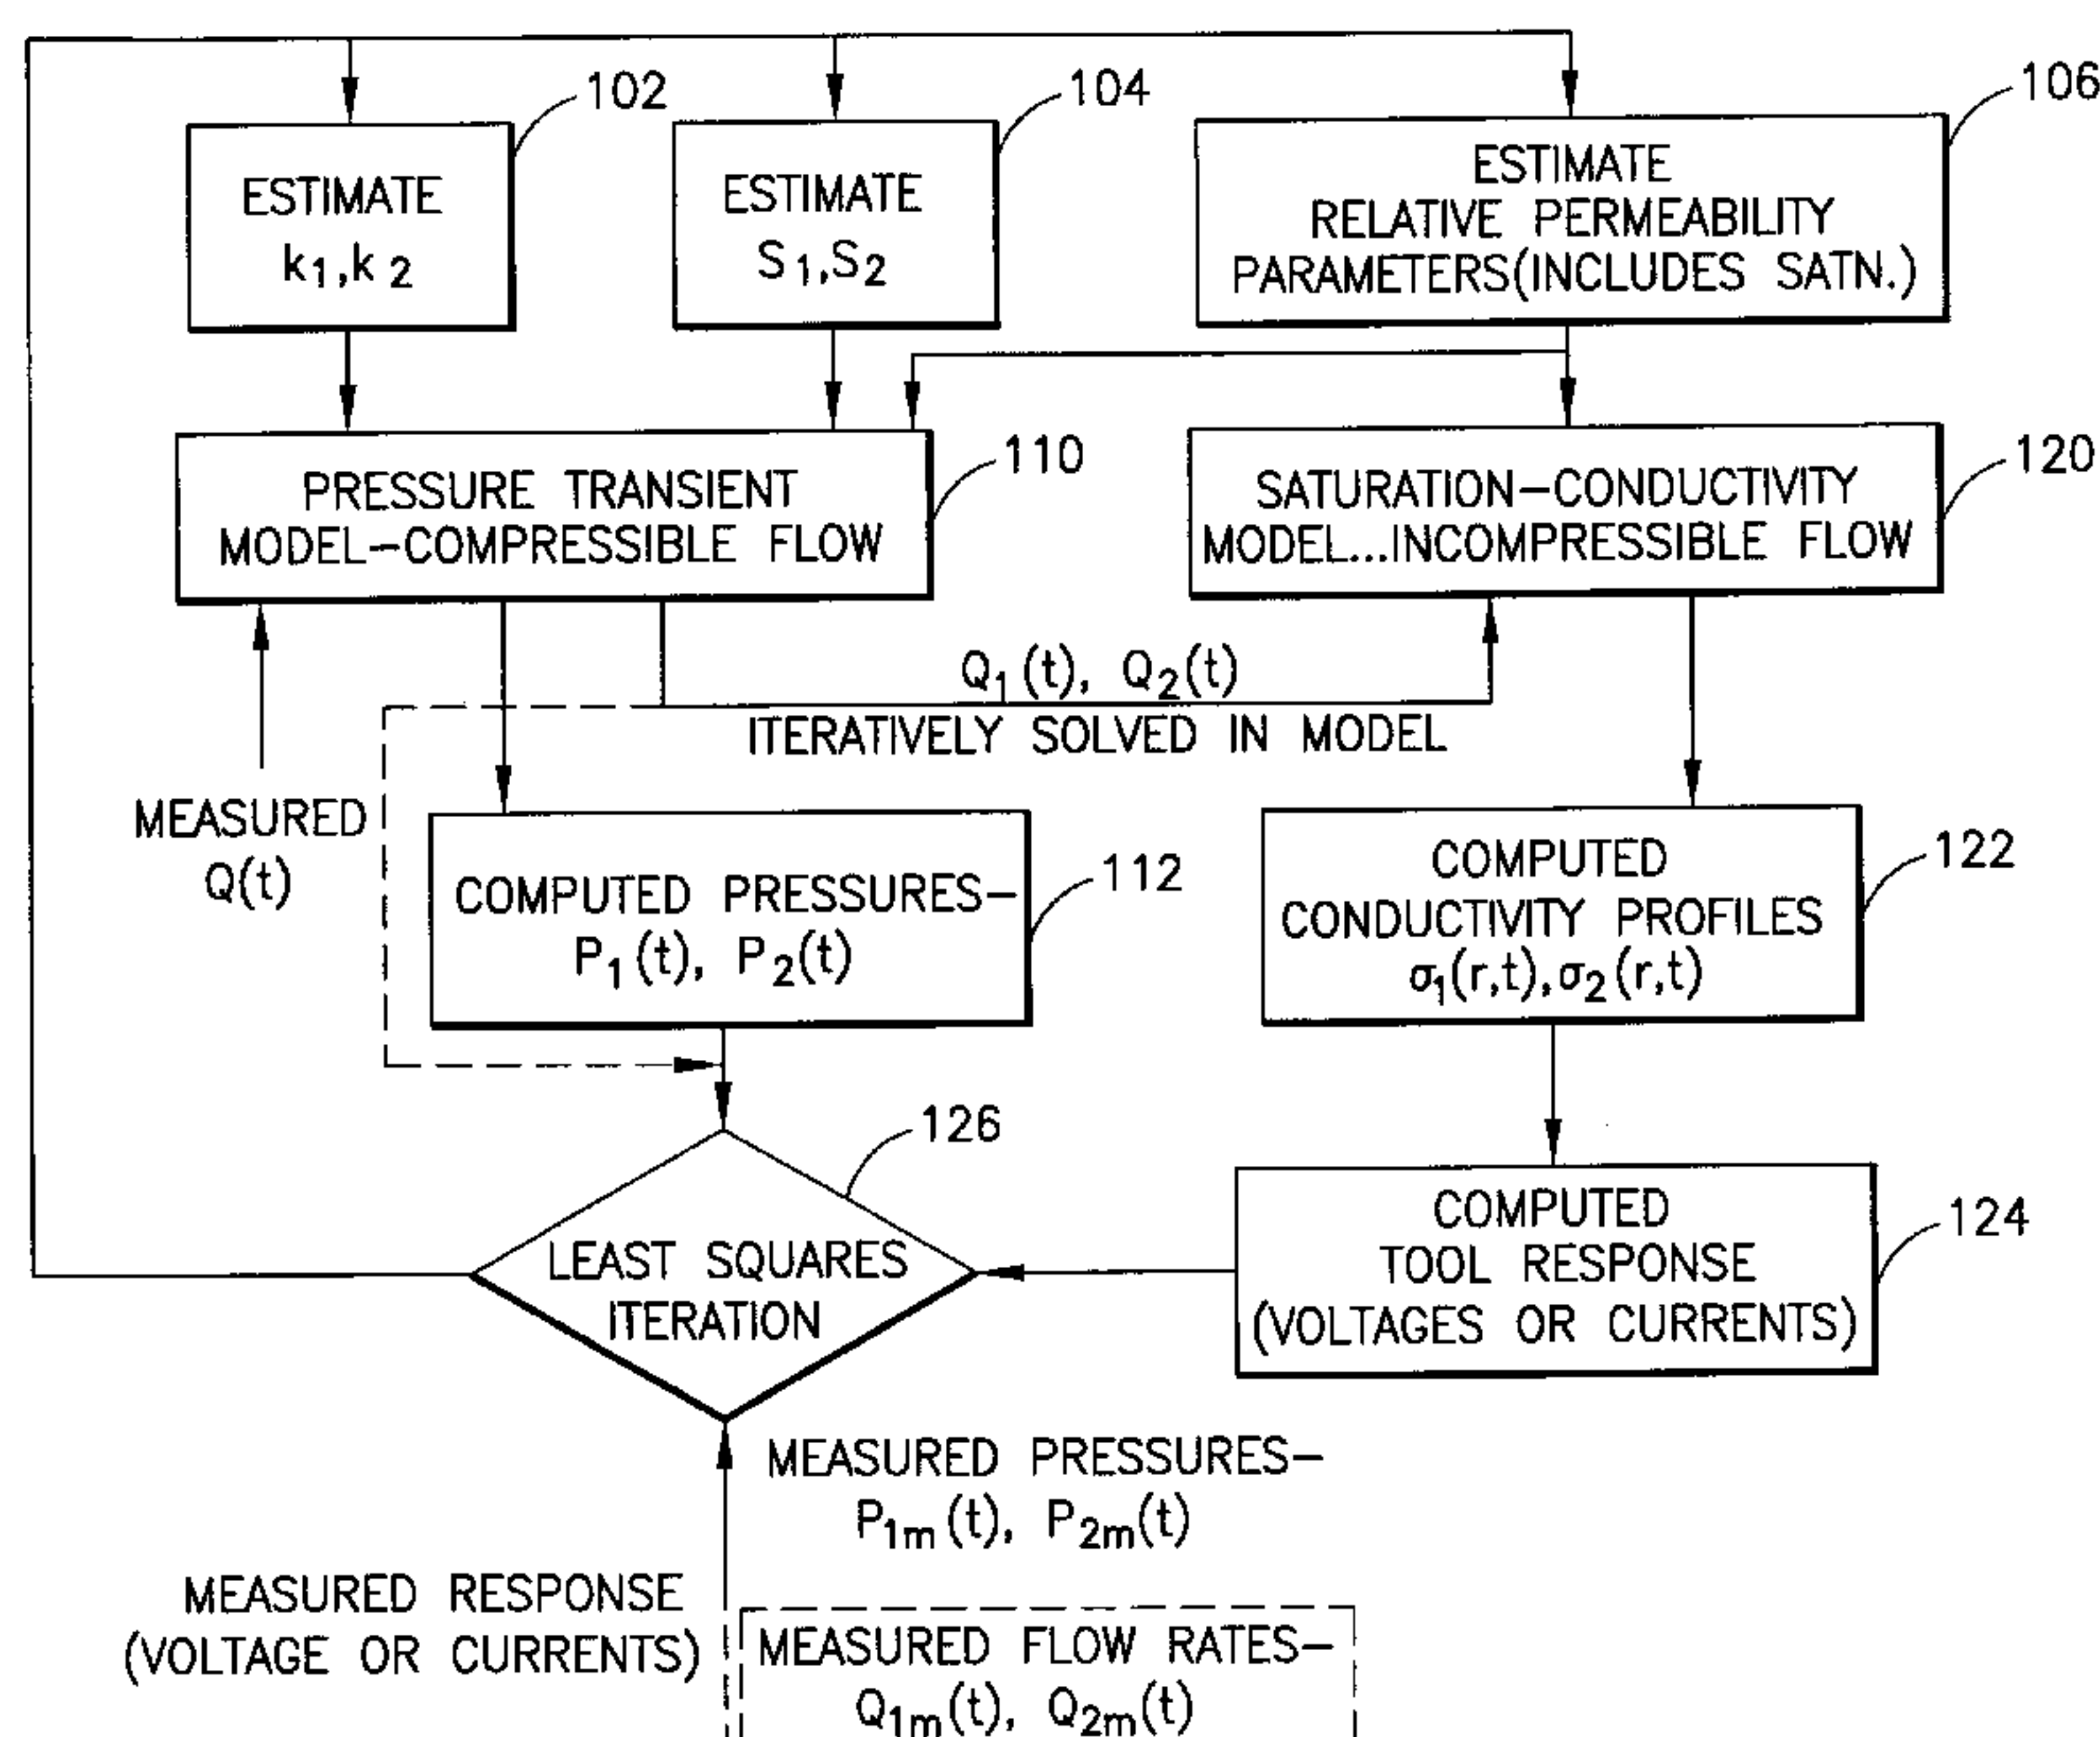 102
104
106
ESTIMATE
k1,k2
ESTIMATE
S1,S2
ESTIMATE
RELATIVE PERMEABILITY
PARAMETERS(INCLUDES SATN.)
110
120
PRESSURE TRANSIENT
MODEL-COMPRESSIBLE FLOW
SATURATION-CONDUCTIVITY
MODEL...INCOMPRESSIBLE FLOW
Q1(t), Q2(t)
ITERATIVELY SOLVED IN MODEL
MEASURED
Q(t)
112
122
COMPUTED PRESSURES-
P1(t), P2(t)
COMPUTED
CONDUCTIVITY PROFILES
σ1(r,t),σ2(r,t)
126
124
LEAST SQUARES
ITERATION
COMPUTED
TOOL RESPONSE
(VOLTAGES OR CURRENTS)
MEASURED PRESSURES-
P1m(t), P2m(t)
MEASURED RESPONSE
(VOLTAGE OR CURRENTS)
MEASURED FLOW RATES-
Q1m(t), Q2m(t)